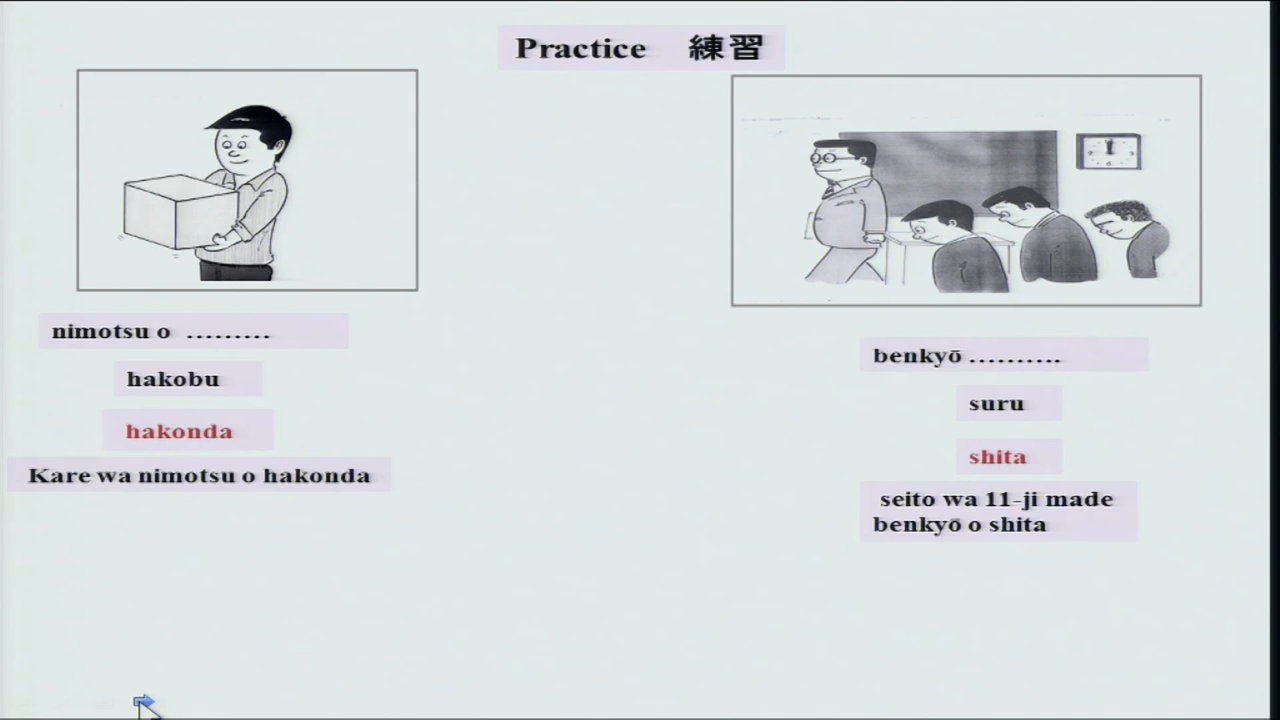 Practice 練習
nimotsu o .........
hakobu
hakonda
Kare wa nimotsu o hakonda
benkyō ..........
suru
shita
seito wa 11-ji made
benkyō o shita